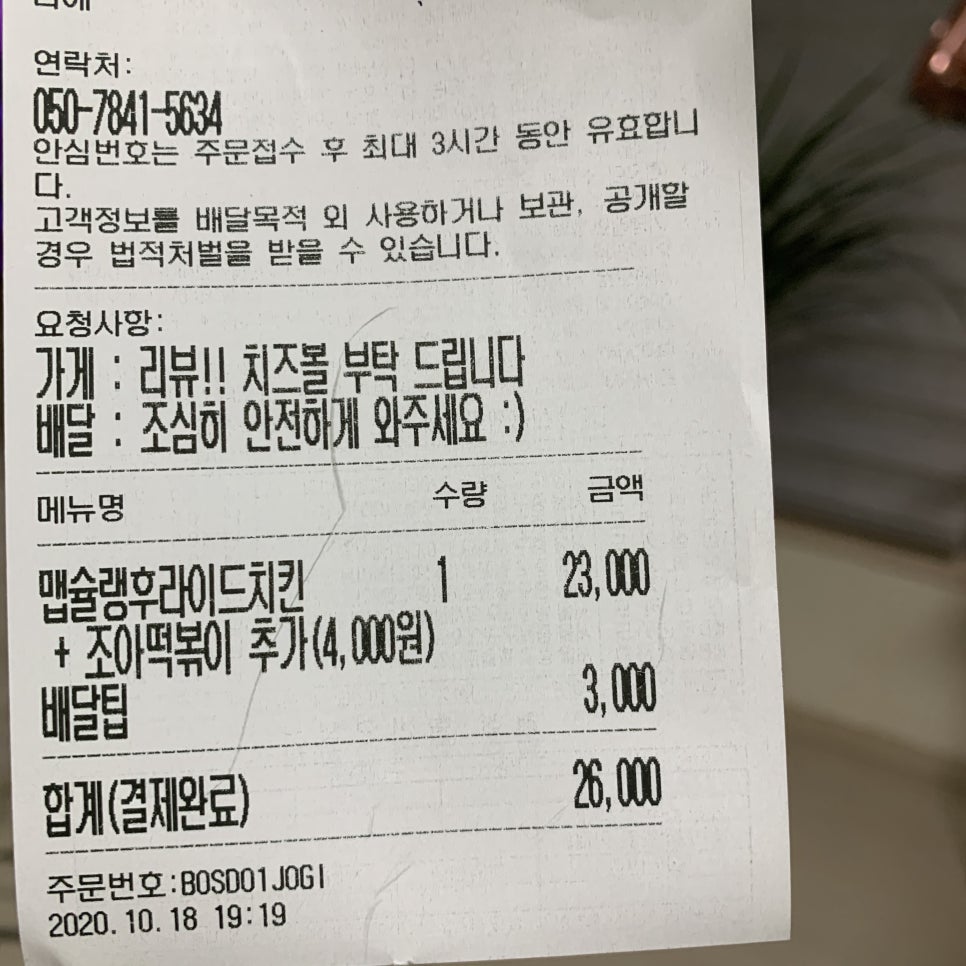 연락처:
050-7841-5634
안심번호는 주문접수 후 최대 3시간 동안 유효합니
다.
고객정보를 배달목적 외 사용하거나 보관, 공개할
경우 법적처벌을 받을 수 있습니다.
요청사항:
가게 : 리뷰!! 치즈볼 부탁 드립니다
배달 : 조심히 안전하게 와주세요 :)
메뉴명 수량 금액
맵슐랭후라이드치킨 1 23,000
+ 조아떡볶이 추가(4,000원)
배달팁 3,000
합계(결제완료) 26,000
주문번호:B0SD01J0GI
2020.10.18 19:19